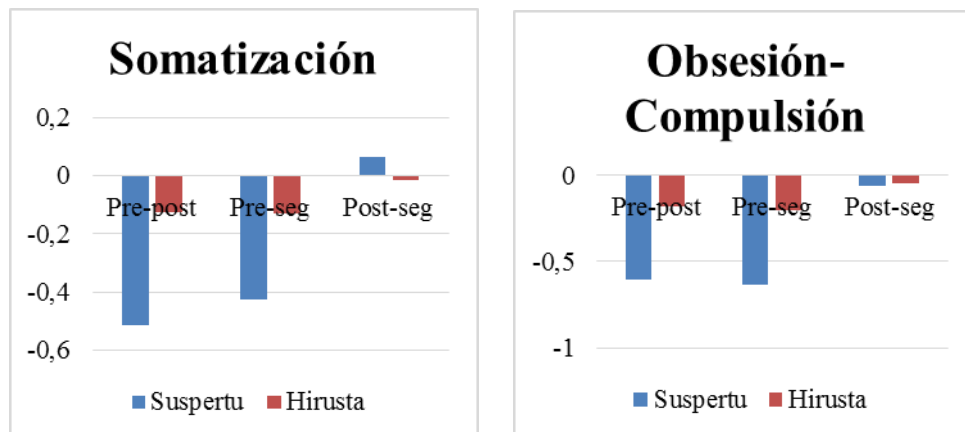 Somatización
0,2
0
Pre-post Pre-seg Post-seg
-0,2
-0,4
-0,6
Suspertu Hirusta
Obsesión-
Compulsión
0
Pre-post Pre-seg Post-seg
-0,5
-1
Suspertu Hirusta